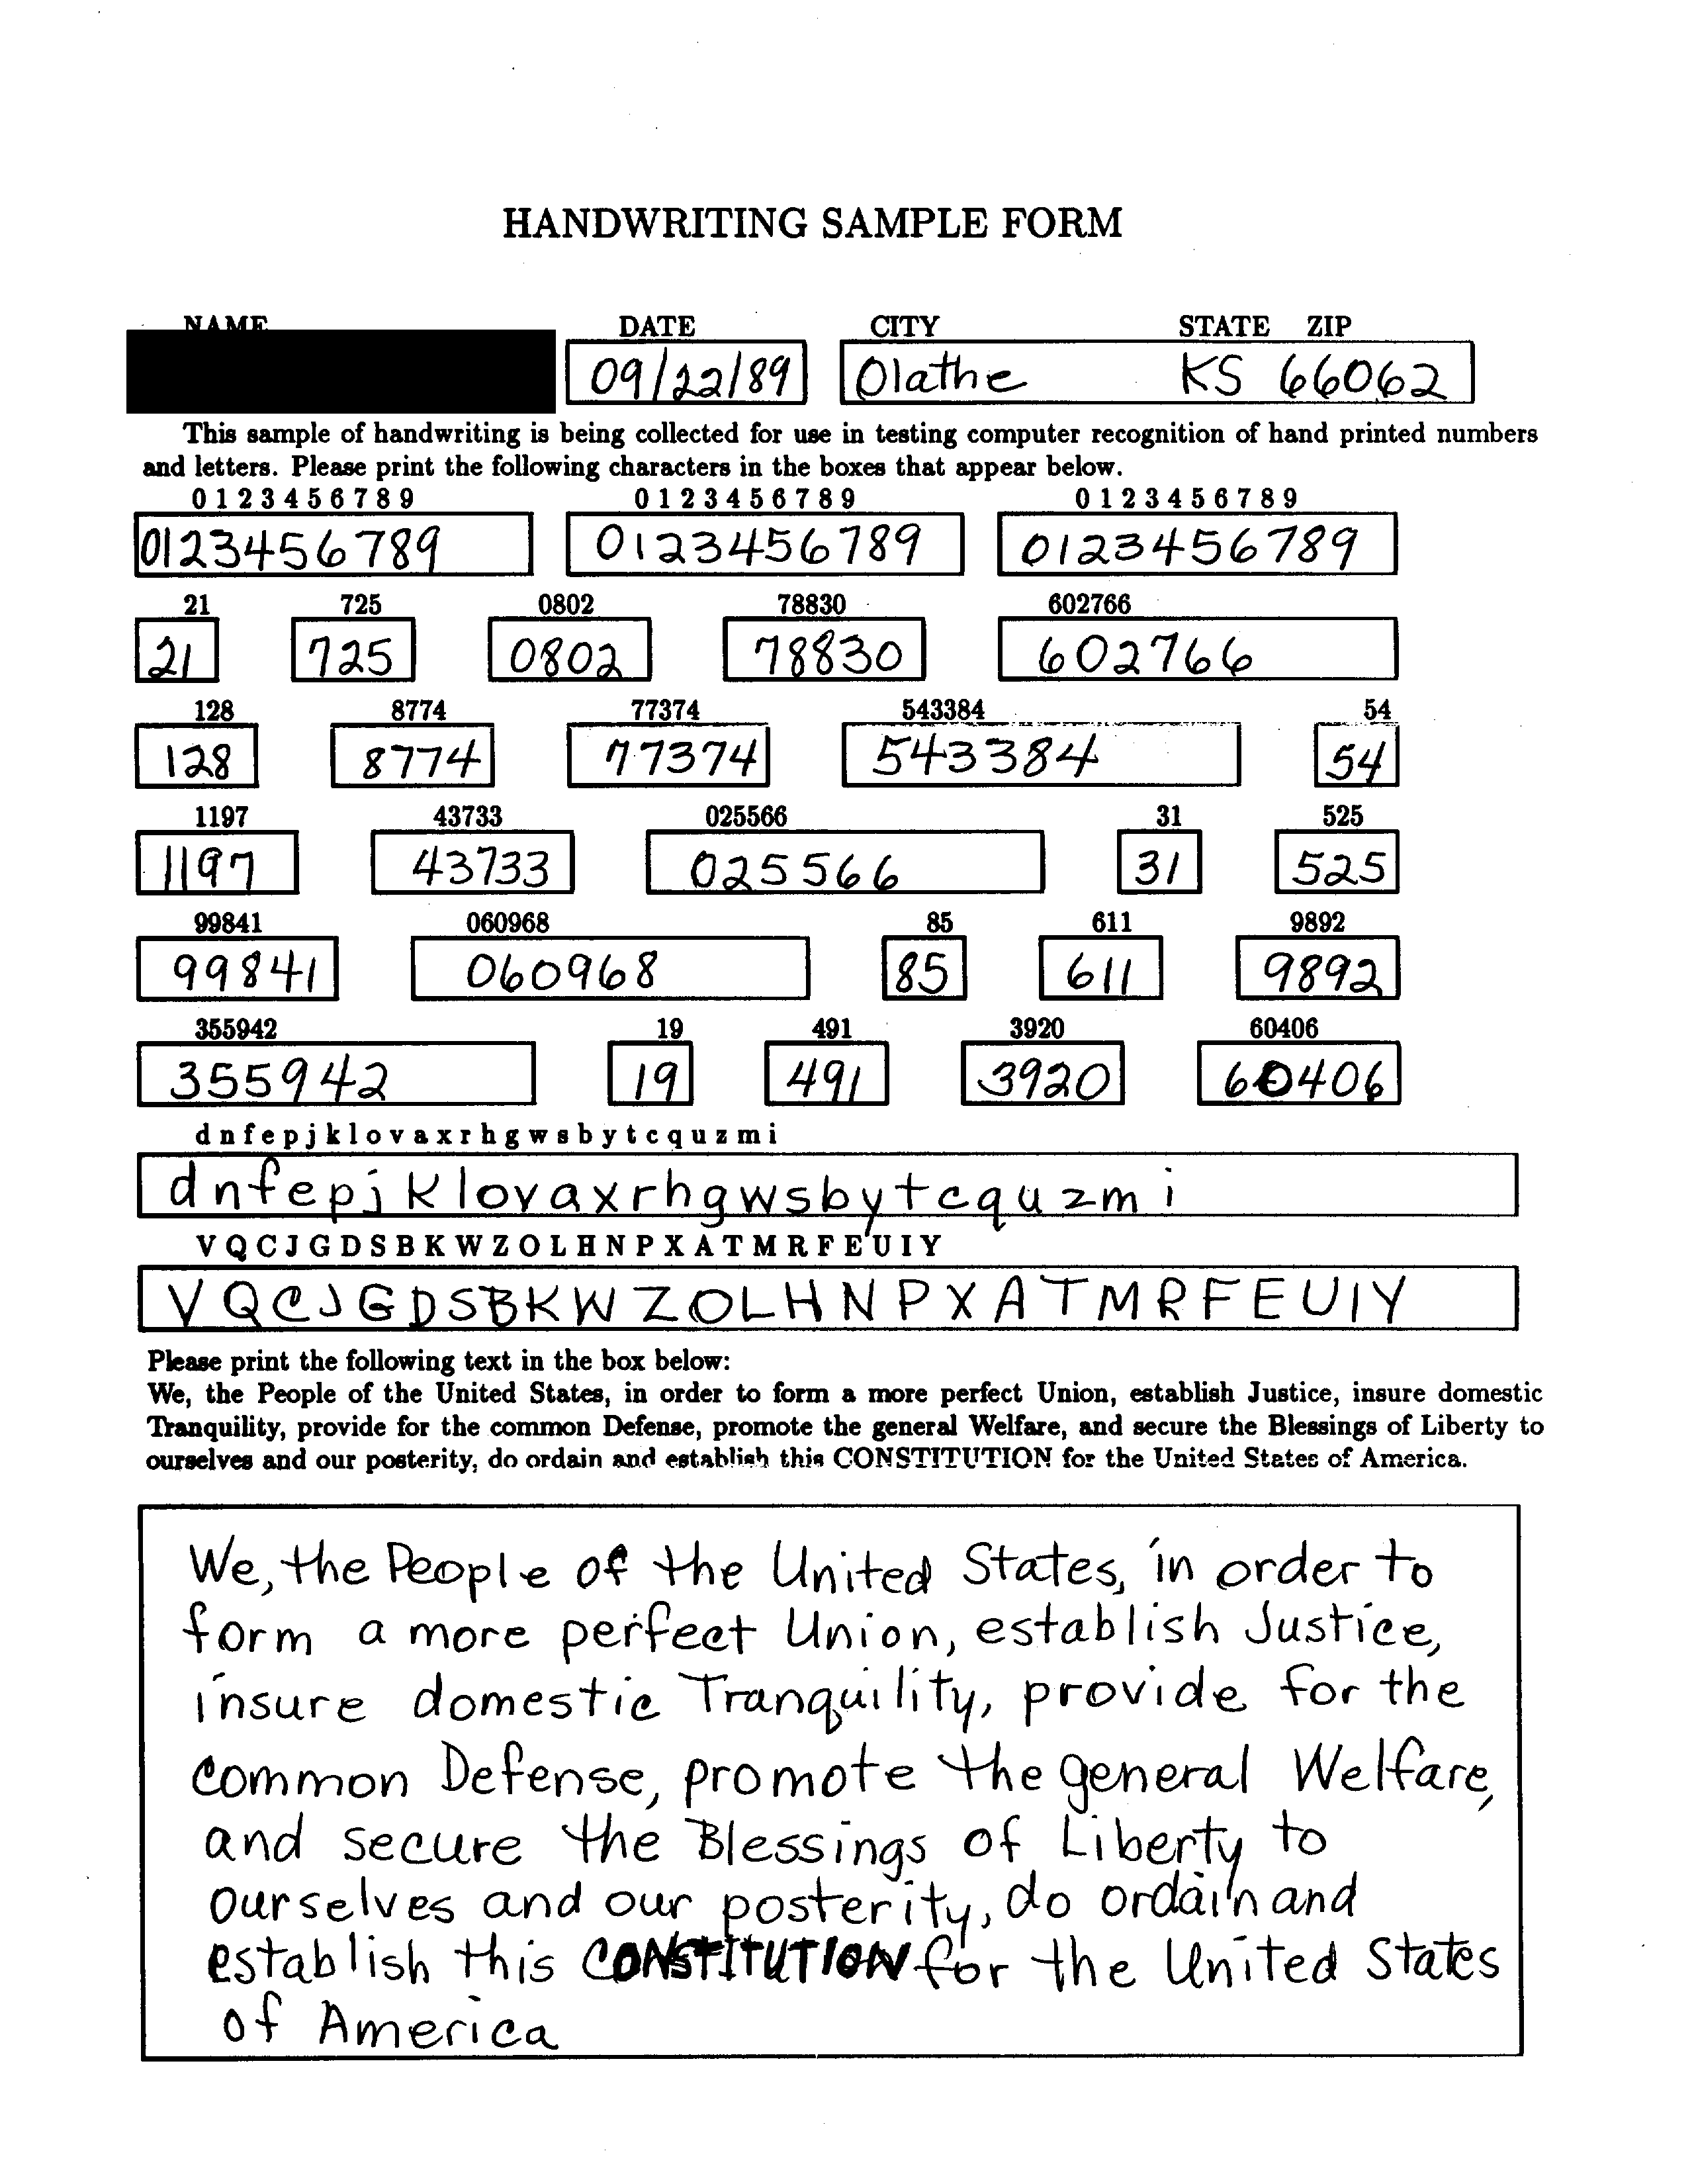 HANDWRITING SAMPLE FORM
NAME DATE CITY STATE ZIP
09/22/89 Olathe KS 66062
This sample of handwriting is being collected for use in testing computer recognition of hand printed numbers
and letters. Please print the following characters in the boxes that appear below.
0 1 2 3 4 5 6 7 8 9 0 1 2 3 4 5 6 7 8 9 0 1 2 3 4 5 6 7 8 9
0123456789 0123456789 0123456789
21 725 0802 78830 602766
21 725 0802 78830 602766
128 8774 77374 543384 54
128 8774 77374 543384 54
1197 43733 025566 31 525
1197 43733 025566 31 525
99841 060968 85 611 9892
99841 060968 85 611 9892
355942 19 491 3920 60406
355942 19 491 3920 60406
d n f e p j k l o v a x r h g w s b y t c q u z m i
dnfepjklovaxrhgwsbytcquzmi
V Q C J G D S B K W Z O L H N P X A T M R F E U I Y
VQCJGDSBKWZOLHNPXATMRFEUIY
Please print the following text in the box below:
We, the People of the United States, in order to form a more perfect Union, establish Justice, insure domestic
Tranquility, provide for the common Defense, promote the general Welfare, and secure the Blessings of Liberty to
ourselves and our posterity, do ordain and establish this CONSTITUTION for the United States of America.
We, the People of the United States, in order to
form a more perfect Union, establish Justice,
insure domestic Tranquility, provide for the
common Defense, promote the general Welfare,
and secure the Blessings of Liberty to
ourselves and our posterity, do ordain and
establish this CONSTITUTION for the United States
of America